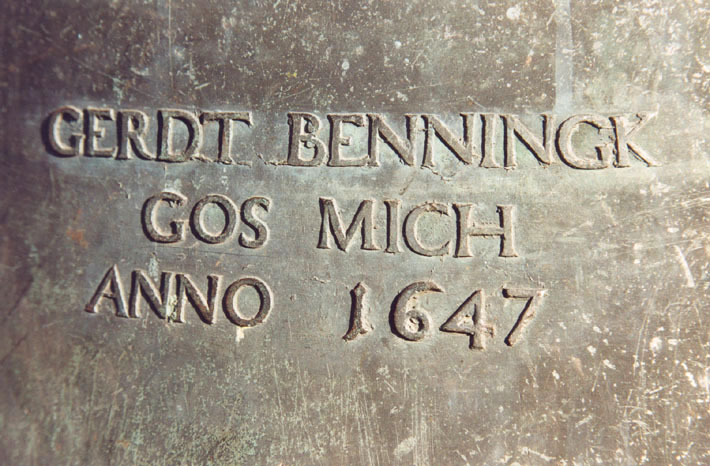 GERDT BENNINGK
GOS MICH
ANNO 1647